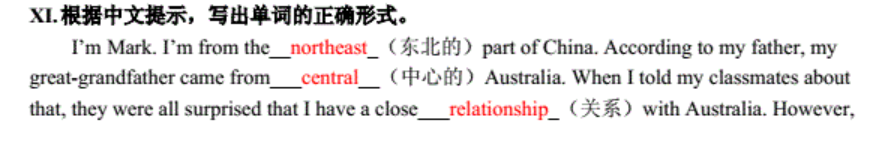 XI.根据中文提示，写出单词的正确形式。
I’m Mark. I’m from the__northeast_（东北的）part of China. According to my father, my
great-grandfather came from___central__（中心的）Australia. When I told my classmates about
that, they were all surprised that I have a close___relationship_（关系）with Australia. However,